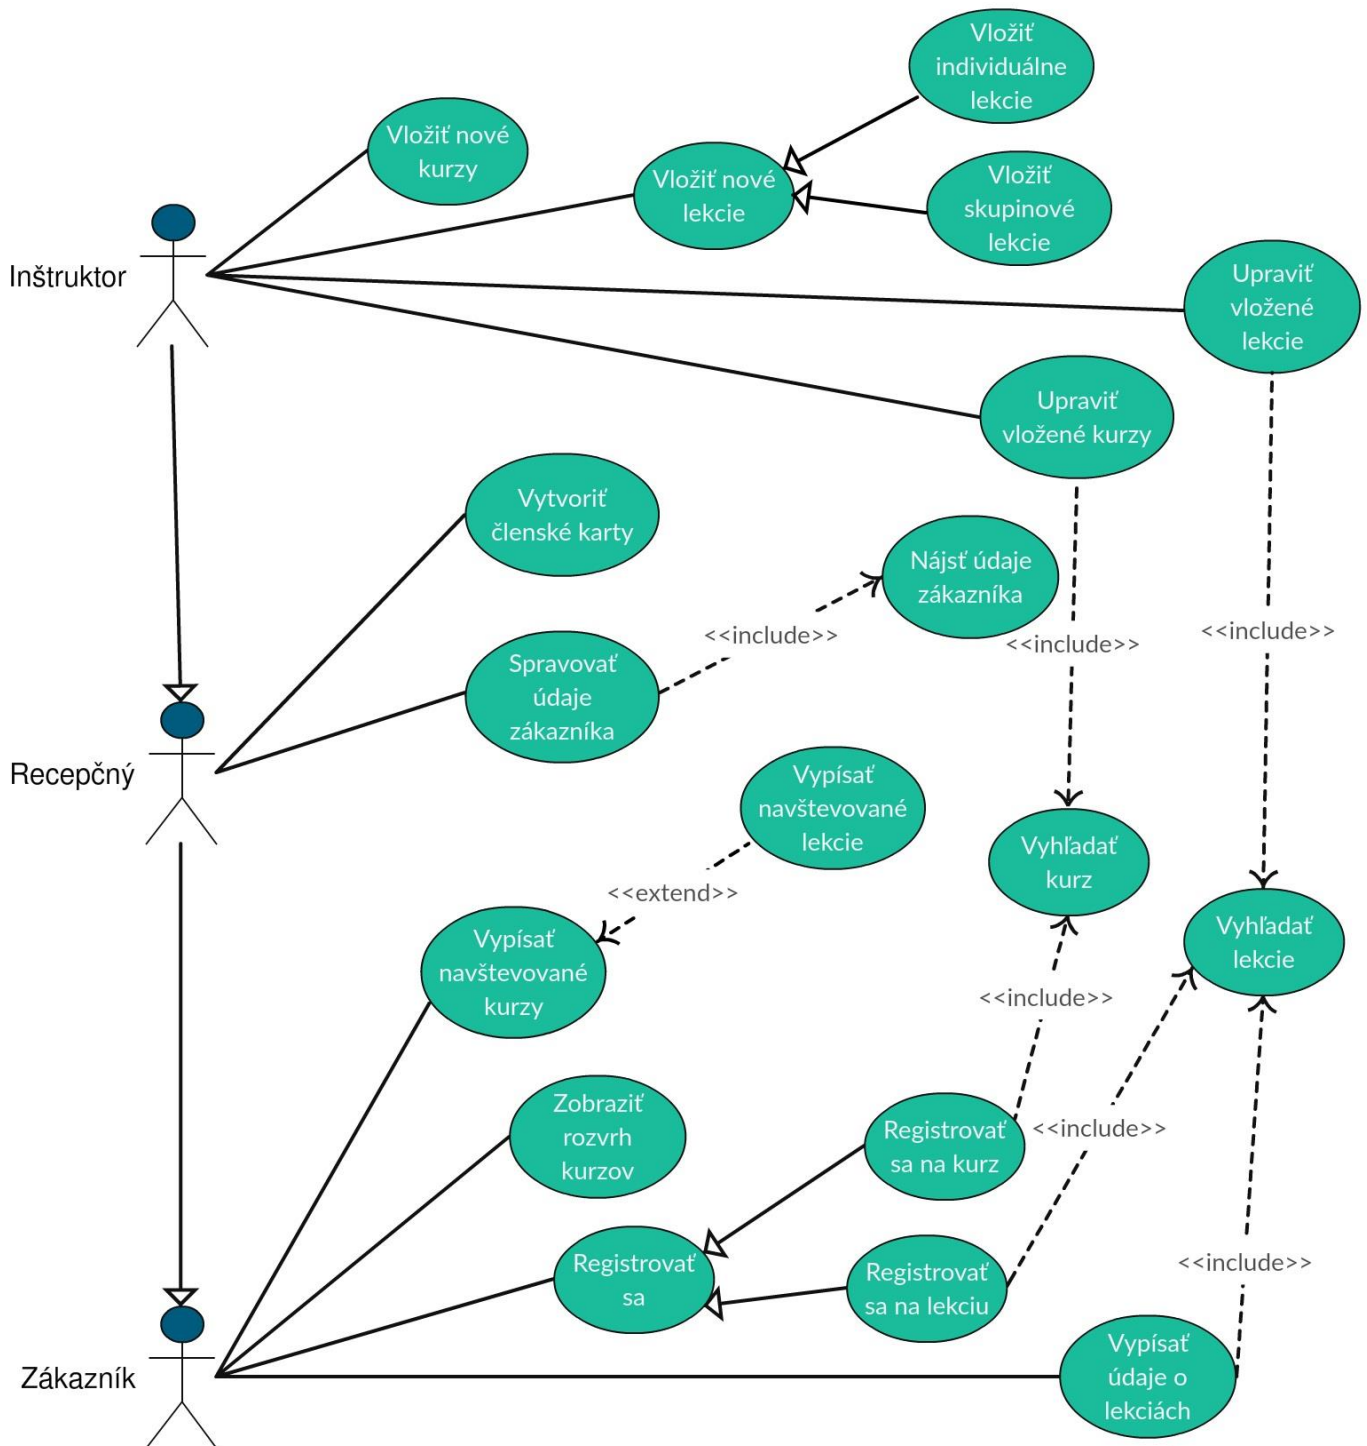 Vložiť
individuálne
lekcie
Vložiť nové
kurzy
Vložiť nové
lekcie
Vložiť
skupinové
lekcie
Inštruktor
Upraviť
vložené
lekcie
Upraviť
vložené kurzy
Vytvoriť
členské karty
Nájsť údaje
zákazníka
<<include>>
<<include>>
<<include>>
Spravovať
údaje
zákazníka
Recepčný
Vypísať
navštevované
lekcie
Vyhľadať
kurz
<<extend>>
Vypísať
navštevované
kurzy
Vyhľadať
lekcie
<<include>>
Zobraziť
rozvrh
kurzov
Registrovať
sa na kurz
<<include>>
Registrovať
sa
Registrovať
sa na lekciu
<<include>>
Zákazník
Vypísať
údaje o
lekciách